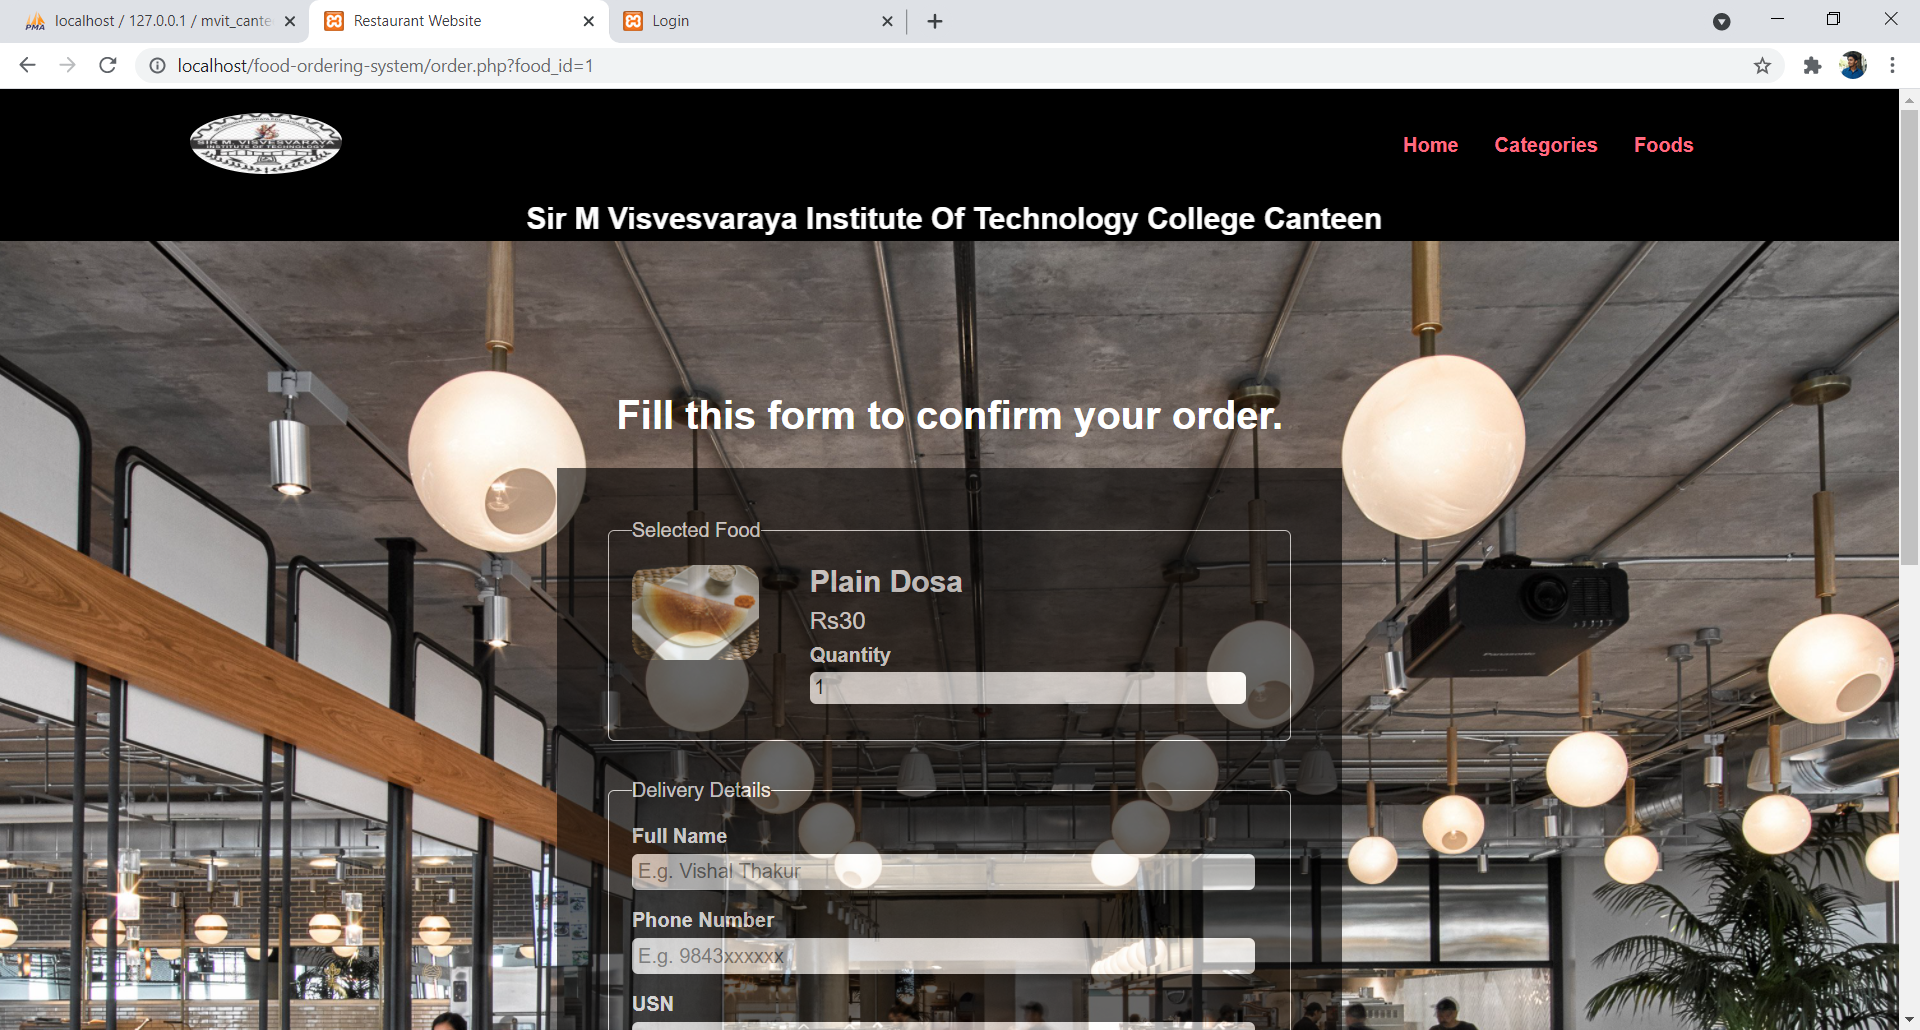 localhost / 127.0.0.1 / mvit_cante
Restaurant Website
Login
PMA
localhost/food-ordering-system/order.php?food_id=1
SIR M. VISVESVARAYA
INSTITUTE OF TECHNOLOGY
Home Categories Foods
Sir M Visvesvaraya Institute Of Technology College Canteen
Fill this form to confirm your order.
Selected Food
Plain Dosa
Rs30
Quantity
1
Panasonic
Delivery Details
Full Name
E.g. Vishal Thakur
Phone Number
E.g. 9843xxxxxx
USN